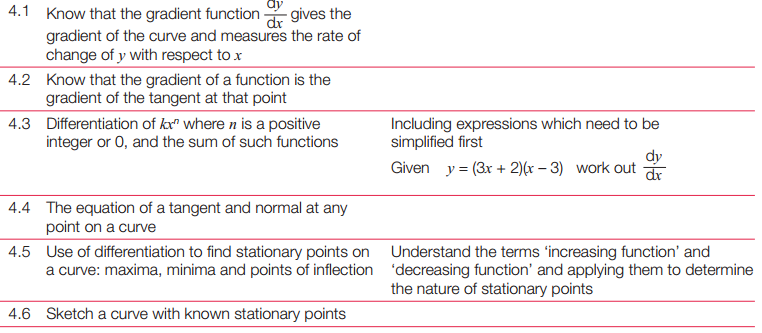 4.1 Know that the gradient function dy/dx gives the
gradient of the curve and measures the rate of
change of y with respect to x
4.2 Know that the gradient of a function is the
gradient of the tangent at that point
4.3 Differentiation of kxⁿ where n is a positive
integer or 0, and the sum of such functions
Including expressions which need to be
simplified first
Given y = (3x + 2)(x – 3) work out dy/dx
4.4 The equation of a tangent and normal at any
point on a curve
4.5 Use of differentiation to find stationary points on
a curve: maxima, minima and points of inflection
Understand the terms ‘increasing function’ and
‘decreasing function’ and applying them to determine
the nature of stationary points
4.6 Sketch a curve with known stationary points